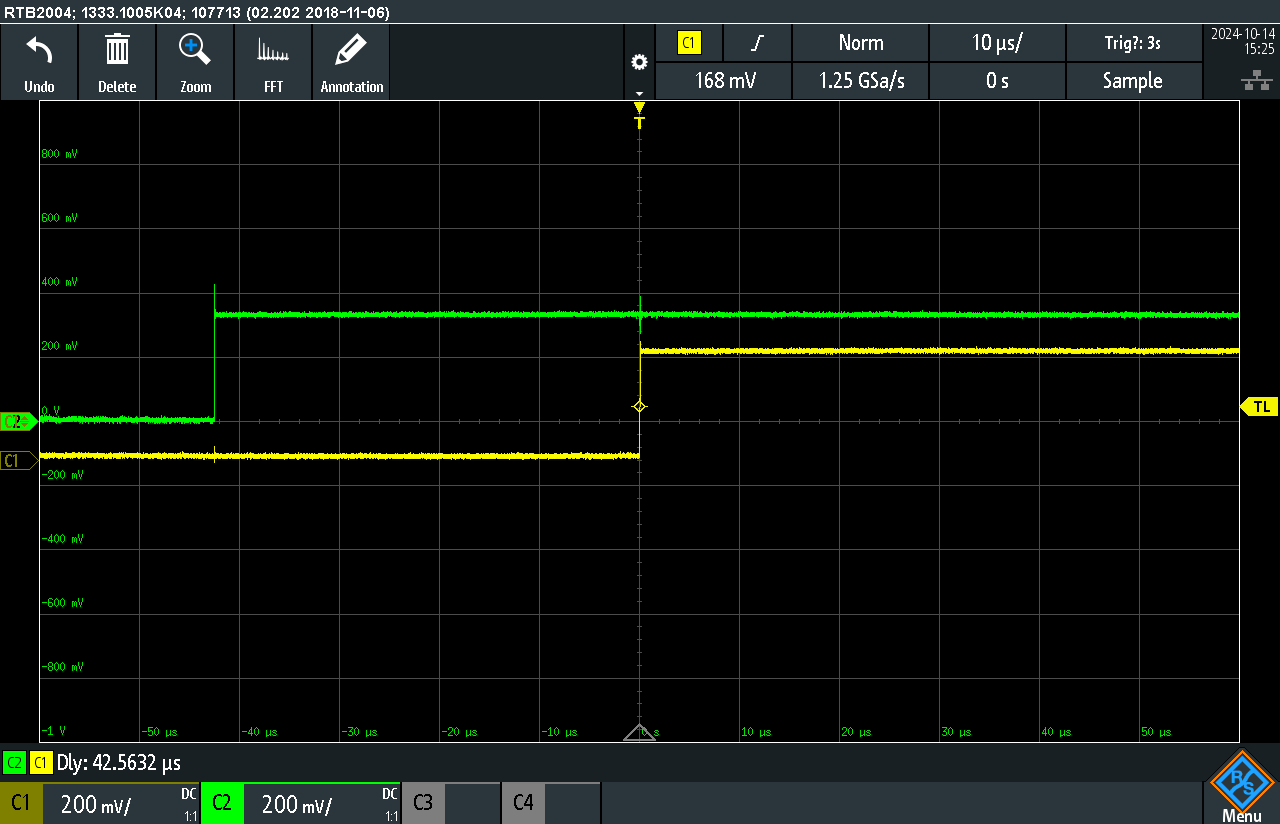 RTB2004; 1333.1005K04; 107713 (02.202 2018-11-06)
Undo
Delete
Zoom
FFT
Annotation
C1
Norm
10 µs/
Trig?: 3s
2024-10-14
15:25
168 mV
1.25 GSa/s
0 s
Sample
T
800 mV
600 mV
400 mV
200 mV
0 V
C2
TL
C1
-200 mV
-400 mV
-600 mV
-800 mV
-1 V
-50 µs
-40 µs
-30 µs
-20 µs
-10 µs
0 s
10 µs
20 µs
30 µs
40 µs
50 µs
C2 C1 Dly: 42.5632 µs
C1 200 mV/ DC 1:1
C2 200 mV/ DC 1:1
C3
C4
R S
Menu